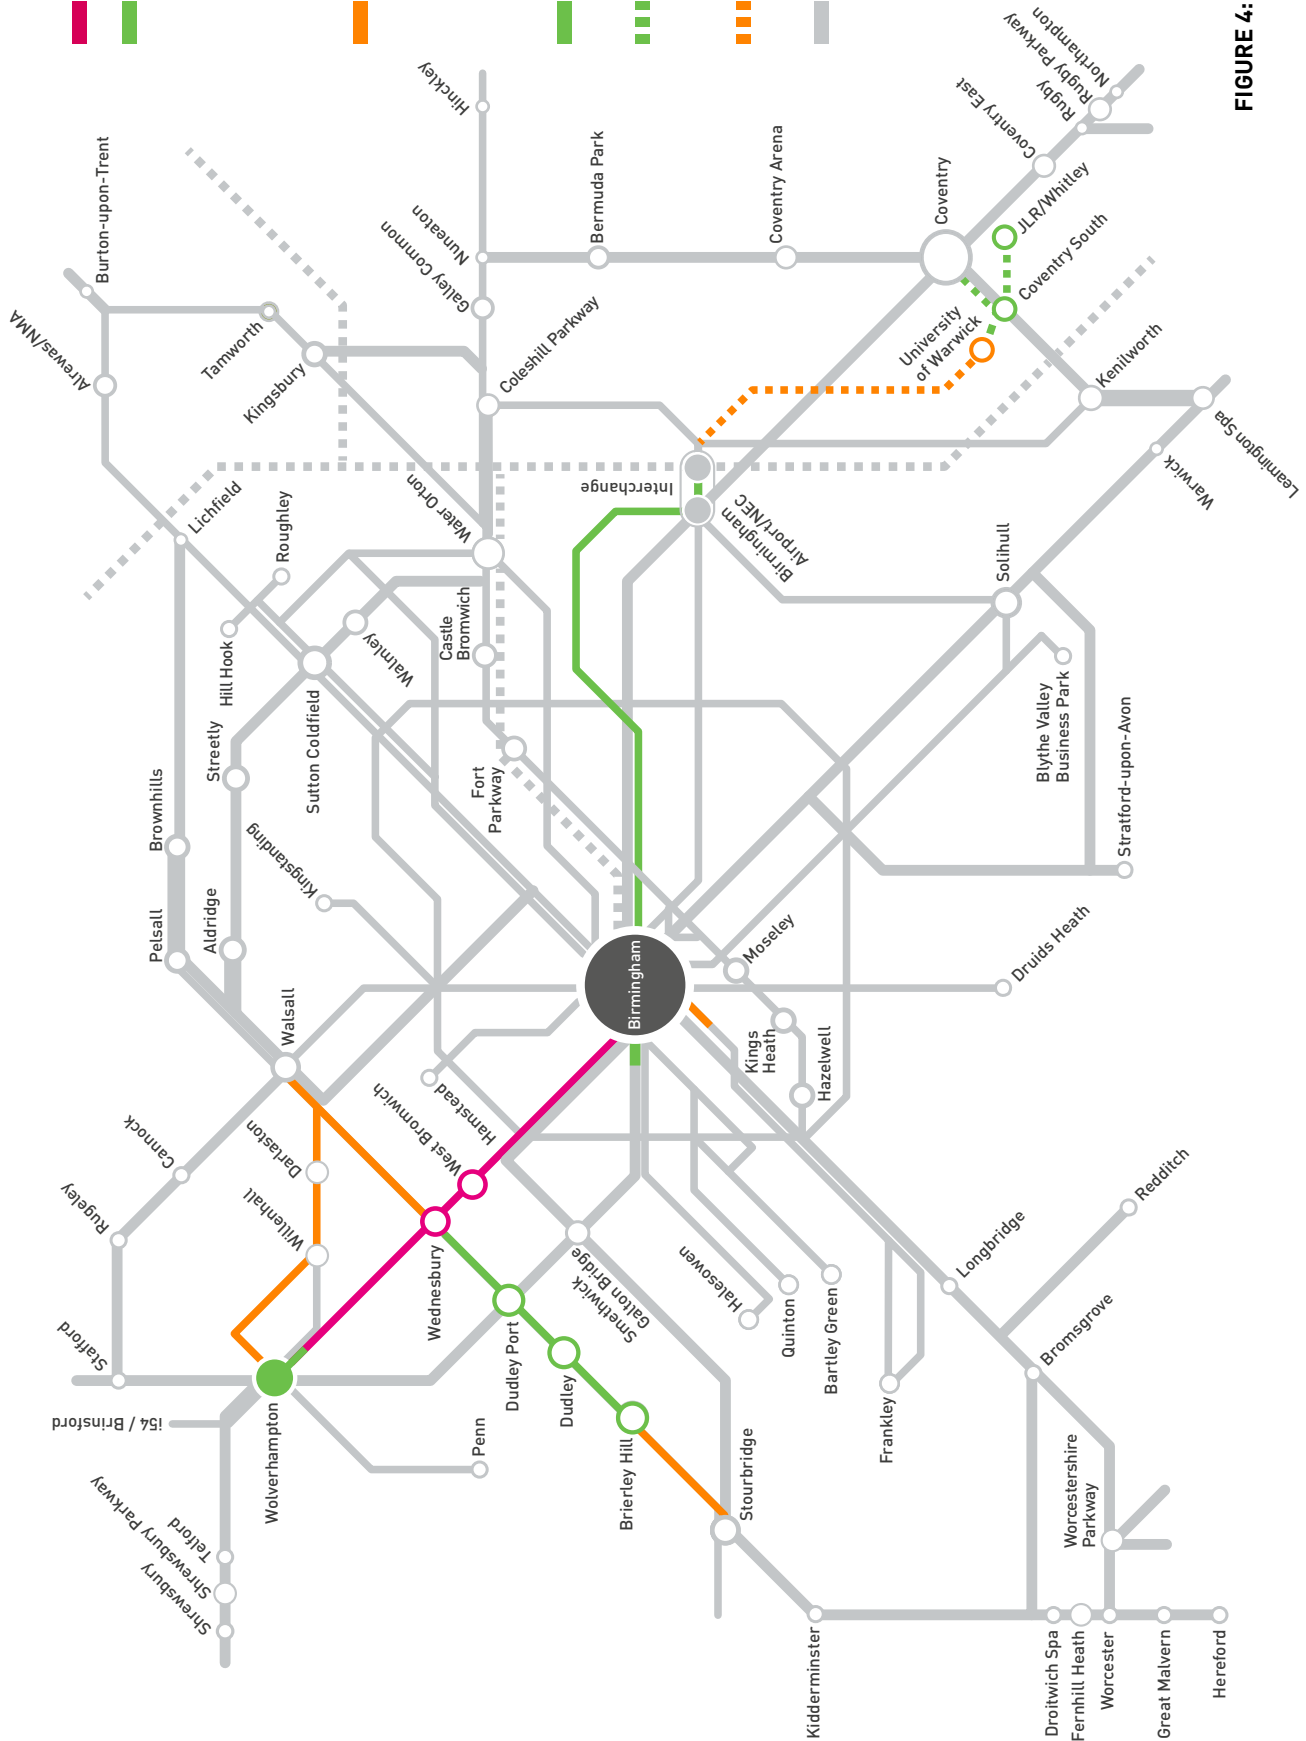 FIGURE 4:
Hinckley
Burton-upon-Trent
Alrewas/NMA
Tamworth
Kingsbury
Nuneaton
Galley Common
Bermuda Park
Coventry Arena
Coventry
Coventry East
Rugby
Rugby Parkway
Northampton
JLR/Whitley
Coventry South
University
of Warwick
Kenilworth
Leamington Spa
Warwick
Coleshill Parkway
Water Orton
Interchange
Birmingham
Airport/NEC
Solihull
Blythe Valley
Business Park
Stratford-upon-Avon
Lichfield
Roughley
Hill Hook
Walmley
Castle
Bromwich
Sutton Coldfield
Streetly
Fort
Parkway
Brownhills
Kingstanding
Pelsall
Aldridge
Walsall
Birmingham
Moseley
Kings
Heath
Hazelwell
Druids Heath
Hamstead
West Bromwich
Cannock
Darlaston
Rugeley
Willenhall
Stafford
i54 / Brinsford
Wolverhampton
Wednesbury
Dudley Port
Dudley
Brierley Hill
Smethwick
Galton Bridge
Halesowen
Quinton
Bartley Green
Frankley
Longbridge
Redditch
Bromsgrove
Penn
Telford
Shrewsbury Parkway
Shrewsbury
Stourbridge
Kidderminster
Worcestershire
Parkway
Droitwich Spa
Fernhill Heath
Worcester
Great Malvern
Hereford